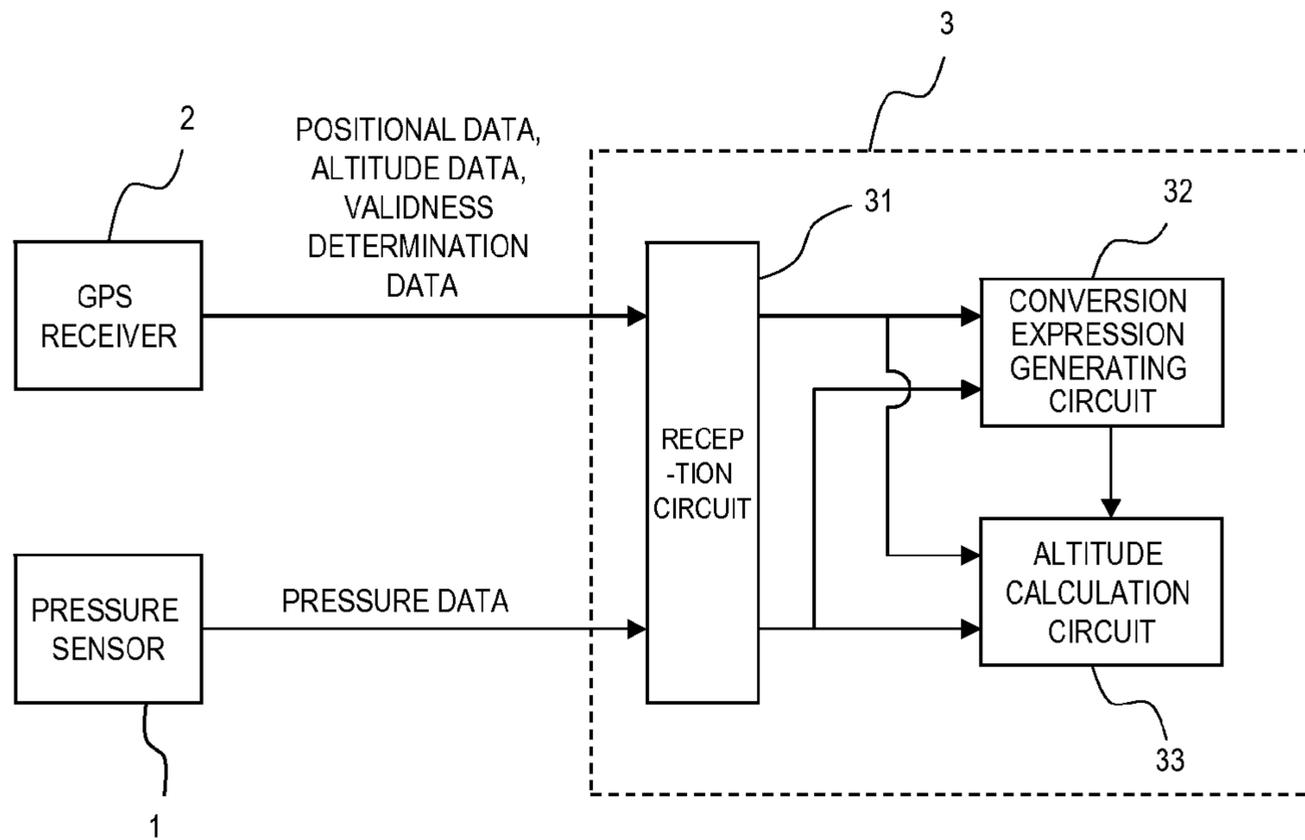 3
2
POSITIONAL DATA,
ALTITUDE DATA,
VALIDNESS
DETERMINATION
DATA
31
32
GPS
RECEIVER
CONVERSION
EXPRESSION
GENERATING
CIRCUIT
RECEP
-TION
CIRCUIT
PRESSURE
SENSOR
PRESSURE DATA
ALTITUDE
CALCULATION
CIRCUIT
33
1